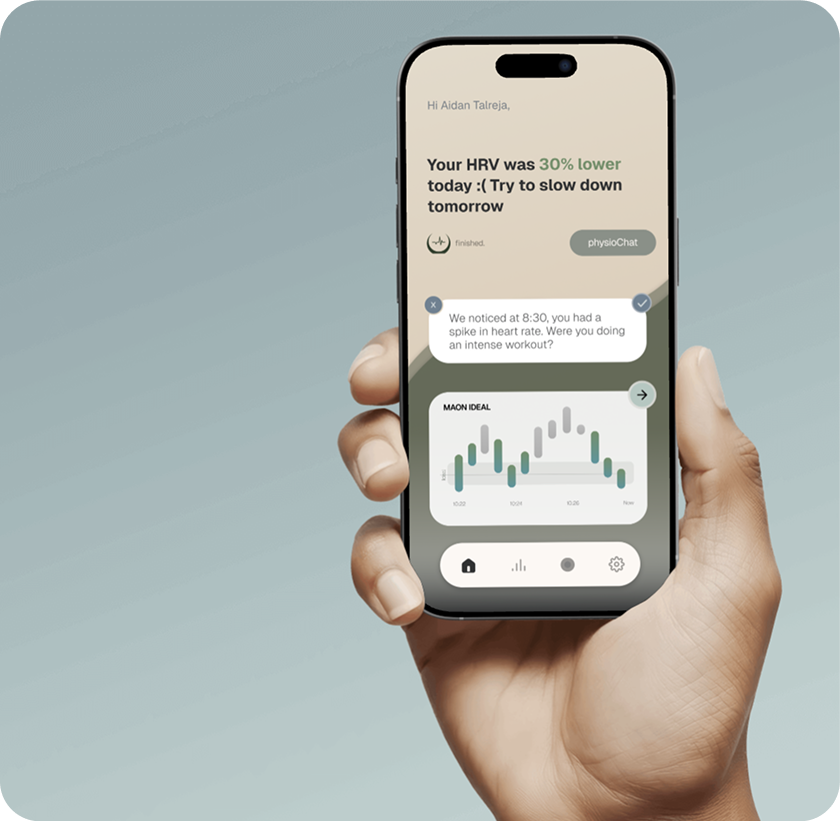 Hi Aidan Talreja,
Your HRV was 30% lower
today :( Try to slow down
tomorrow
finished.
physioChat
X
We noticed at 8:30, you had a
spike in heart rate. Were you doing
an intense workout?
MAON IDEAL
10:22
10:24
10:26
Now